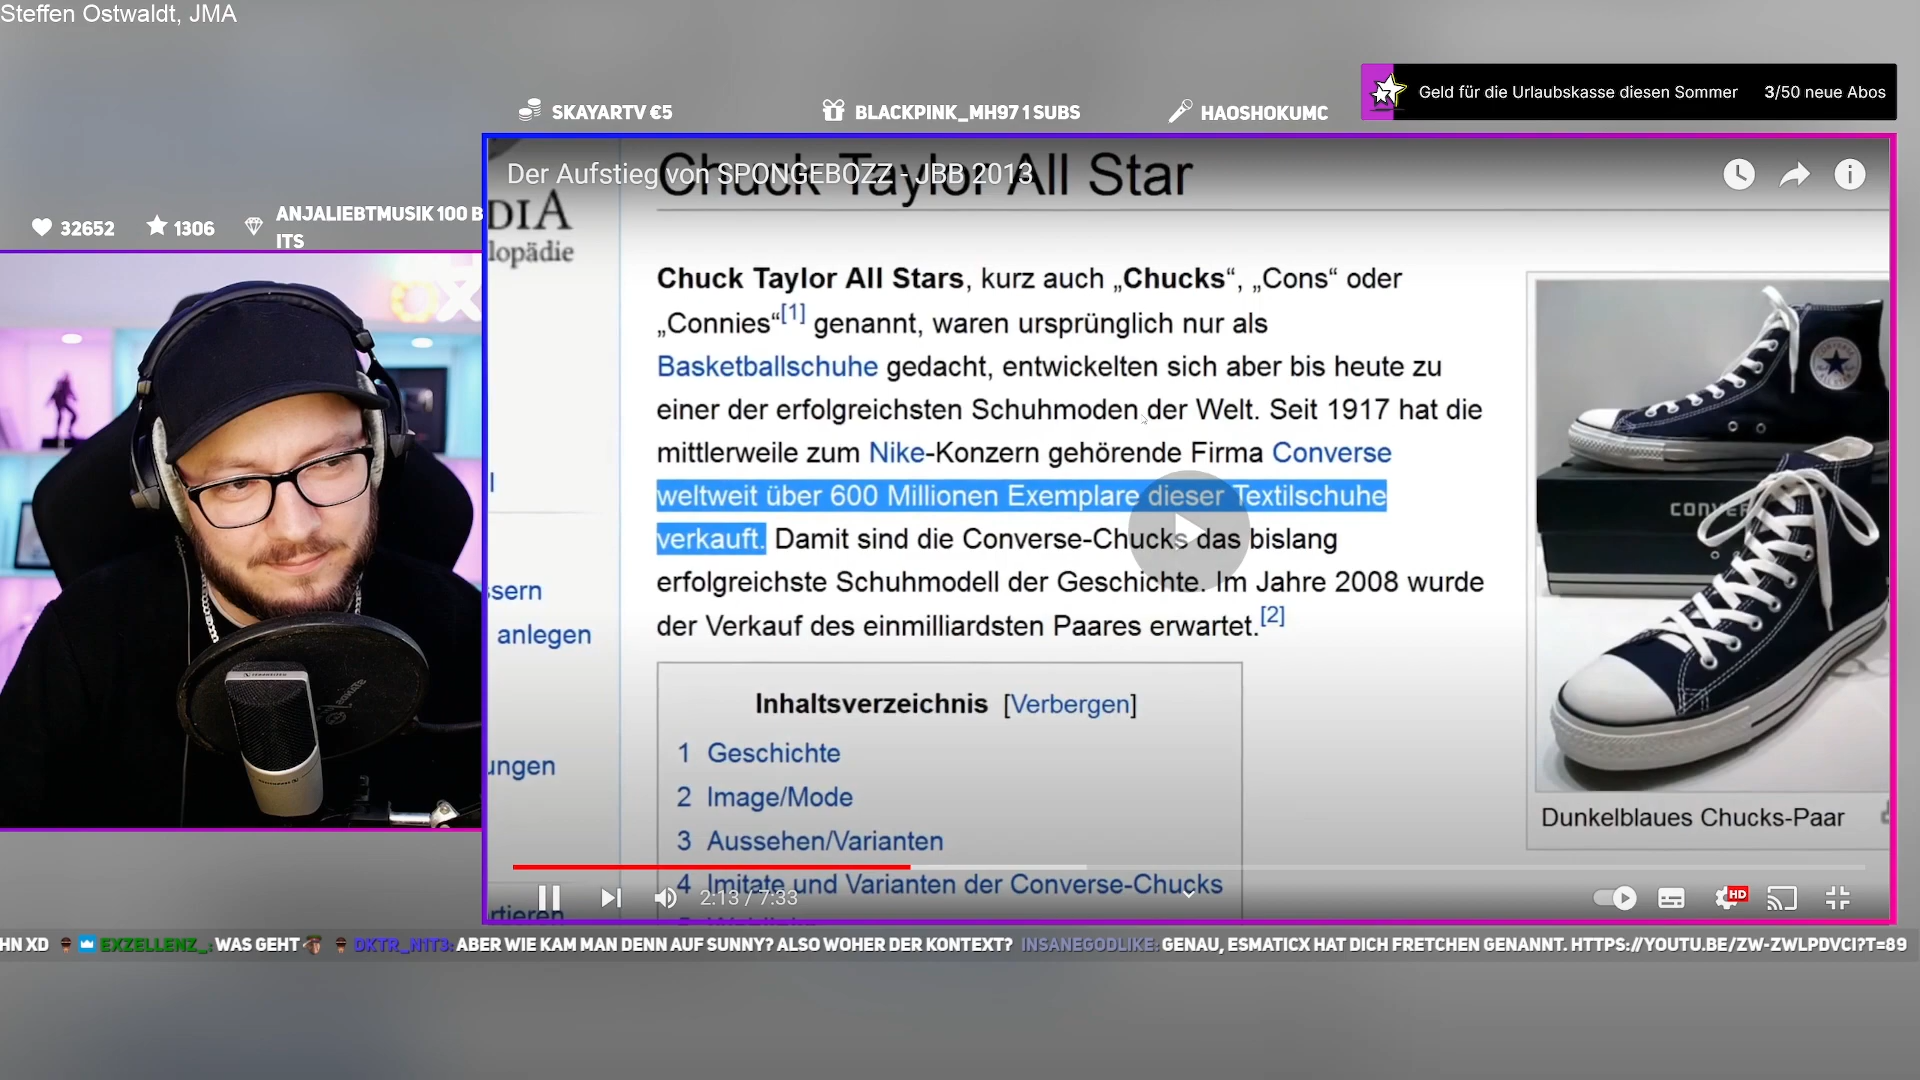 Steffen Ostwaldt, JMA
Geld für die Urlaubskasse diesen Sommer 3/50 neue Abos
SKAYARTV €5 BLACKPINK_MH97 1 SUBS HAOSHOKUMC
32652 1306 ANJALIEBTMUSIK 100 B
ITS
Der Aufstieg von SPONGEBOZZ - JBB 2013
Chuck Taylor All Star
DIA
lopädie
Chuck Taylor All Stars, kurz auch „Chucks“, „Cons“ oder
„Connies“[1] genannt, waren ursprünglich nur als
Basketballschuhe gedacht, entwickelten sich aber bis heute zu
einer der erfolgreichsten Schuhmoden der Welt. Seit 1917 hat die
mittlerweile zum Nike-Konzern gehörende Firma Converse
weltweit über 600 Millionen Exemplare dieser Textilschuhe
verkauft. Damit sind die Converse-Chucks das bislang
erfolgreichste Schuhmodell der Geschichte. Im Jahre 2008 wurde
der Verkauf des einmilliardsten Paares erwartet.[2]
ssern
anlegen
ungen
rtieren
Inhaltsverzeichnis [Verbergen]
1 Geschichte
2 Image/Mode
3 Aussehen/Varianten
4 Imitate und Varianten der Converse-Chucks
Dunkelblaues Chucks-Paar
2:13 / 7:33
HD
HN XD EXZELLENZ_: WAS GEHT DKTR_N1T3: ABER WIE KAM MAN DENN AUF SUNNY? ALSO WOHER DER KONTEXT? INSANEGODLIKE: GENAU, ESMATICX HAT DICH FRETCHEN GENANNT. HTTPS://YOUTU.BE/ZW-ZWLPDVCI?T=89